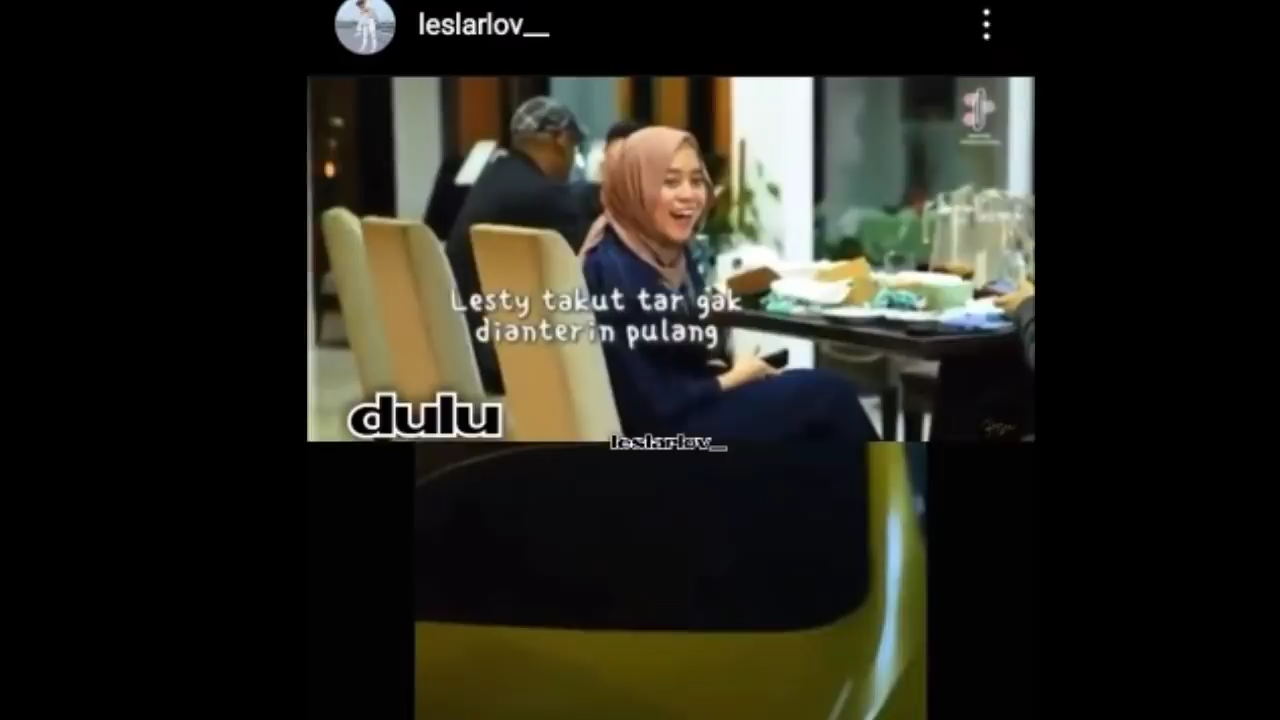 leslarlov__
Lesty takut tar gak
dianterin pulang
dulu
leslarlov__